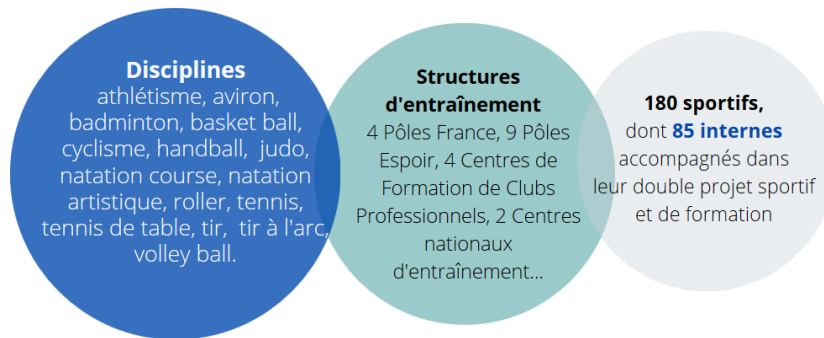 Disciplines
athlétisme, aviron,
badminton, basket ball,
cyclisme, handball, judo,
natation course, natation
artistique, roller, tennis,
tennis de table, tir, tir à l'arc,
volley ball.
Structures
d'entraînement
4 Pôles France, 9 Pôles
Espoir, 4 Centres de
Formation de Clubs
Professionnels, 2 Centres
nationaux
d'entraînement...
180 sportifs,
dont 85 internes
accompagnés dans
leur double projet sportif
et de formation